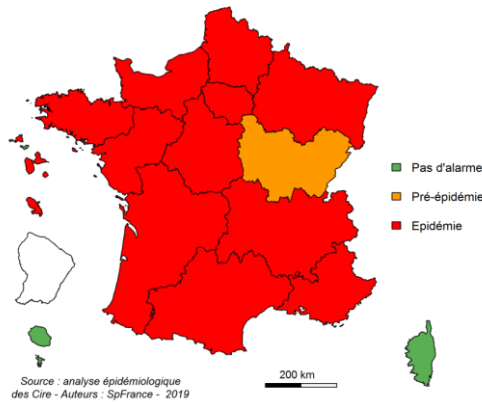 Pas d'alarme
Pré-épidémie
Epidémie
200 km
Source : analyse épidémiologique
des Cire - Auteurs : SpFrance - 2019